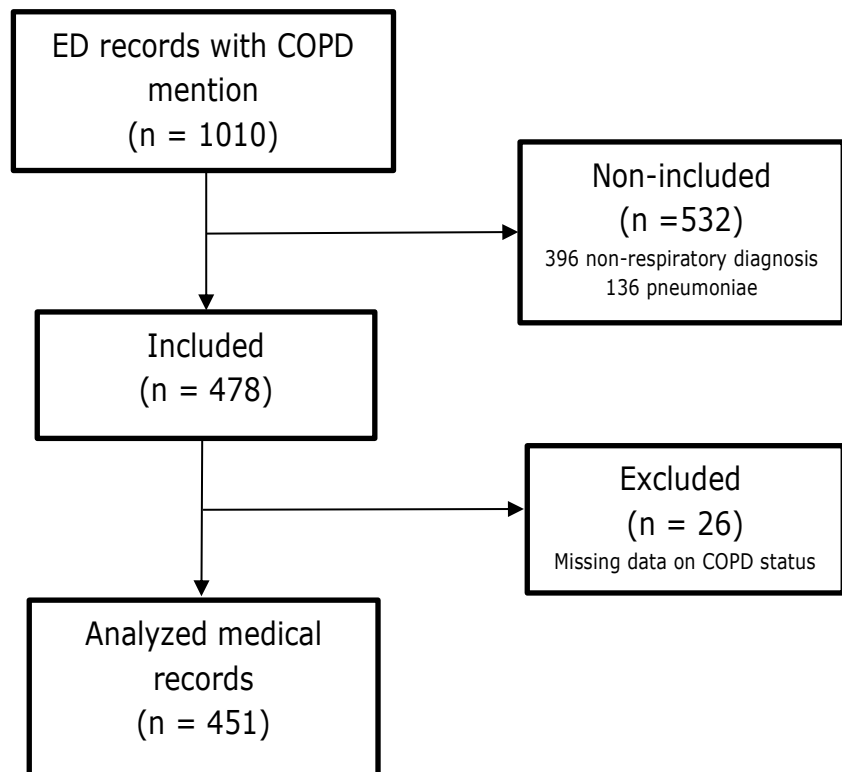 ED records with COPD
mention
(n = 1010)
Non-included
(n =532)
396 non-respiratory diagnosis
136 pneumoniae
Included
(n = 478)
Excluded
(n = 26)
Missing data on COPD status
Analyzed medical
records
(n = 451)